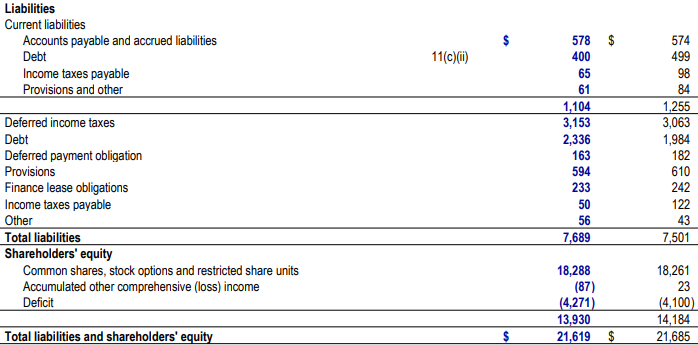 Liabilities
Current liabilities
Accounts payable and accrued liabilities $ 578 $ 574
Debt 11(c)(ii) 400 499
Income taxes payable 65 98
Provisions and other 61 84
1,104 1,255
Deferred income taxes 3,153 3,063
Debt 2,336 1,984
Deferred payment obligation 163 182
Provisions 594 610
Finance lease obligations 233 242
Income taxes payable 50 122
Other 56 43
Total liabilities 7,689 7,501
Shareholders' equity
Common shares, stock options and restricted share units 18,288 18,261
Accumulated other comprehensive (loss) income (87) 23
Deficit (4,271) (4,100)
13,930 14,184
Total liabilities and shareholders' equity $ 21,619 $ 21,685